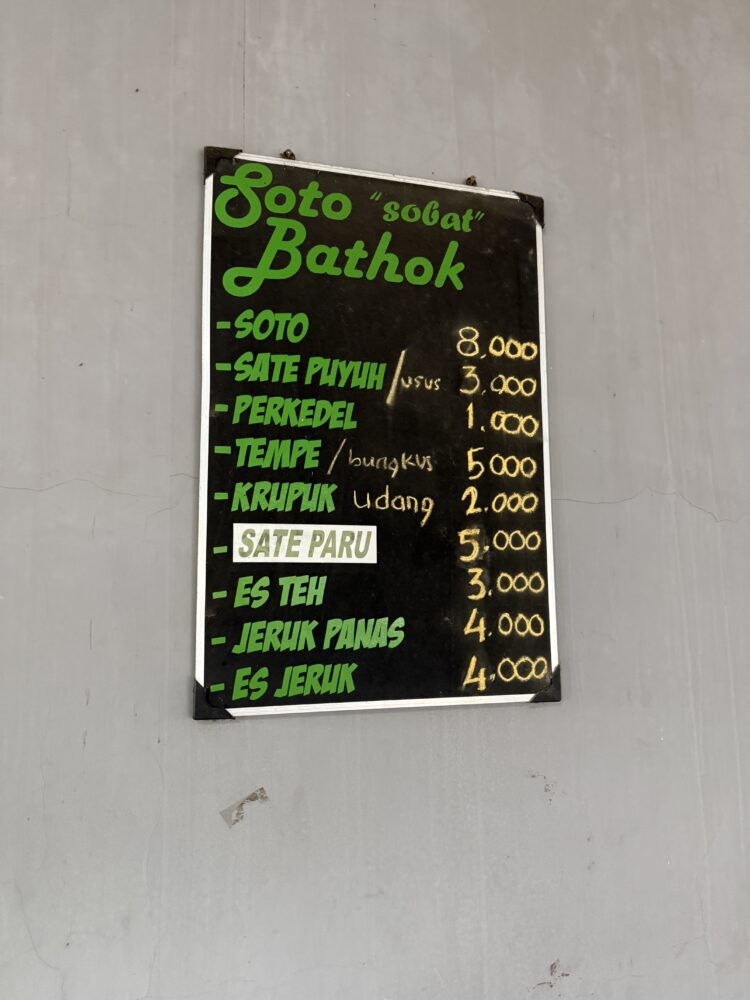 Soto "sobat"
Bathok
- SOTO 8.000
- SATE PUYUH / usus 3.000
- PERKEDEL 1.000
- TEMPE / bungkus 5000
- KRUPUK udang 2.000
- SATE PARU 5.000
- ES TEH 3.000
- JERUK PANAS 4.000
- ES JERUK 4.000